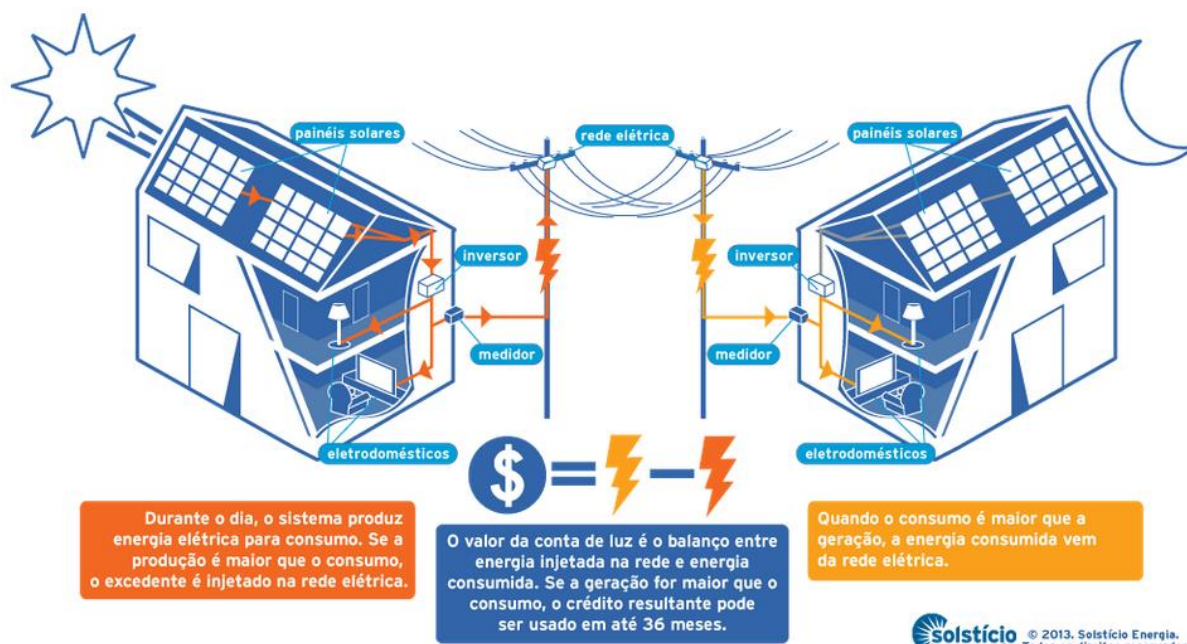 painéis solares
rede elétrica
painéis solares
inversor
inversor
medidor
medidor
eletrodomésticos
eletrodomésticos
$
Durante o dia, o sistema produz
energia elétrica para consumo. Se a
produção é maior que o consumo,
o excedente é injetado na rede elétrica.
O valor da conta de luz é o balanço entre
energia injetada na rede e energia
consumida. Se a geração for maior que o
consumo, o crédito resultante pode
ser usado em até 36 meses.
Quando o consumo é maior que a
geração, a energia consumida vem
da rede elétrica.
solstício © 2013. Solstício Energia.